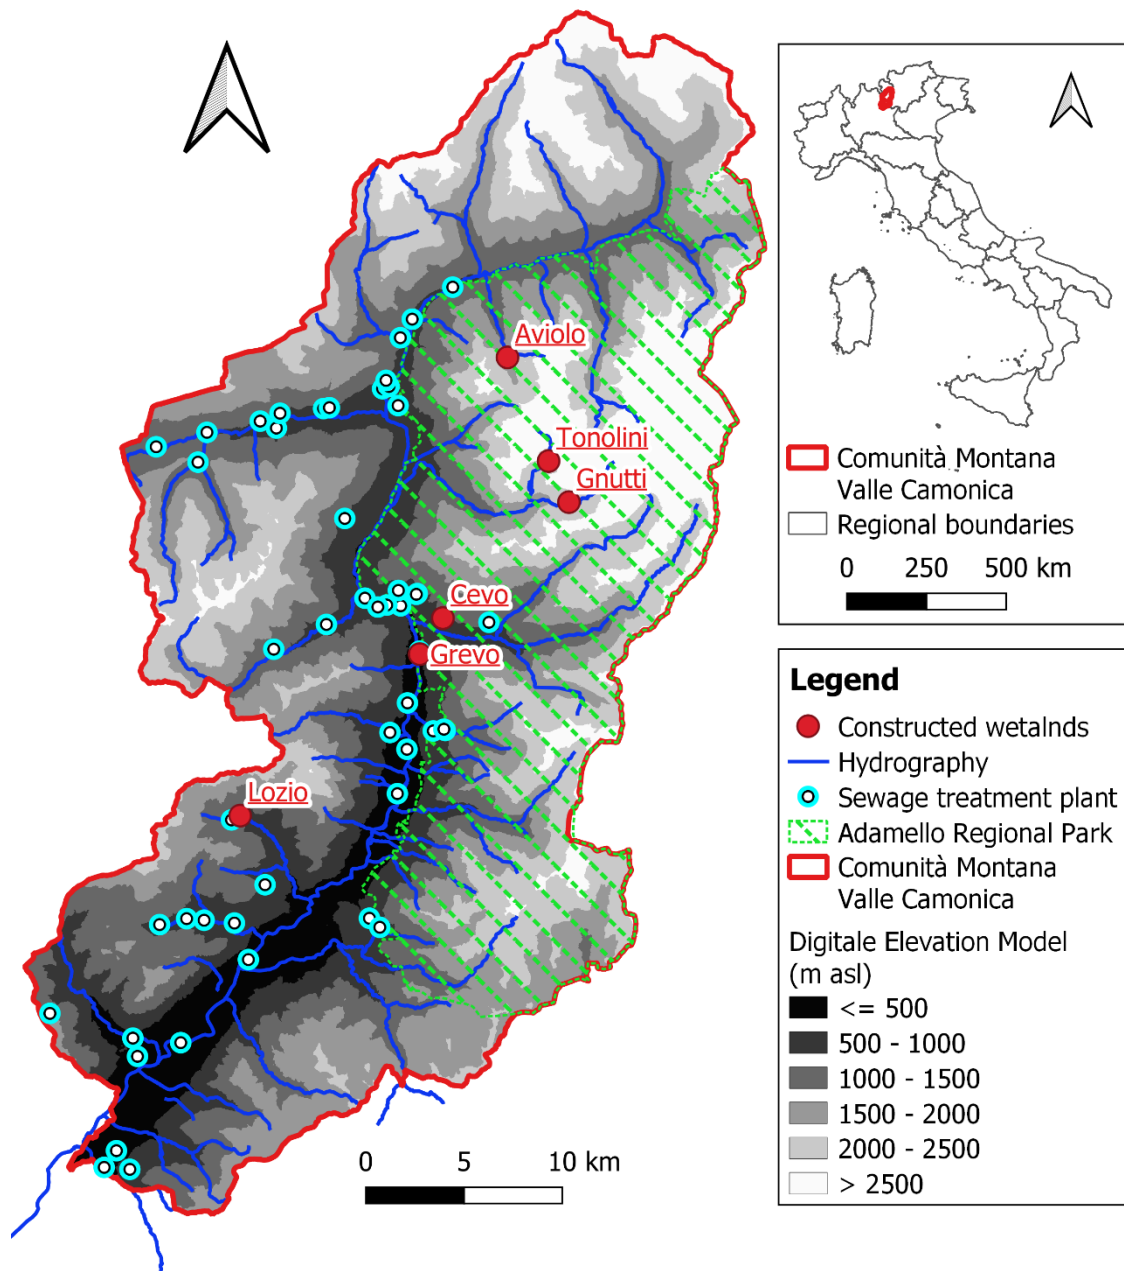 Aviolo
Tonolini
Gnutti
Cevo
Grevo
Lozio
0 5 10 km
Comunità Montana
Valle Camonica
Regional boundaries
0 250 500 km
Legend
Constructed wetalnds
Hydrography
Sewage treatment plant
Adamello Regional Park
Comunità Montana
Valle Camonica
Digitale Elevation Model
(m asl)
<= 500
500 - 1000
1000 - 1500
1500 - 2000
2000 - 2500
> 2500